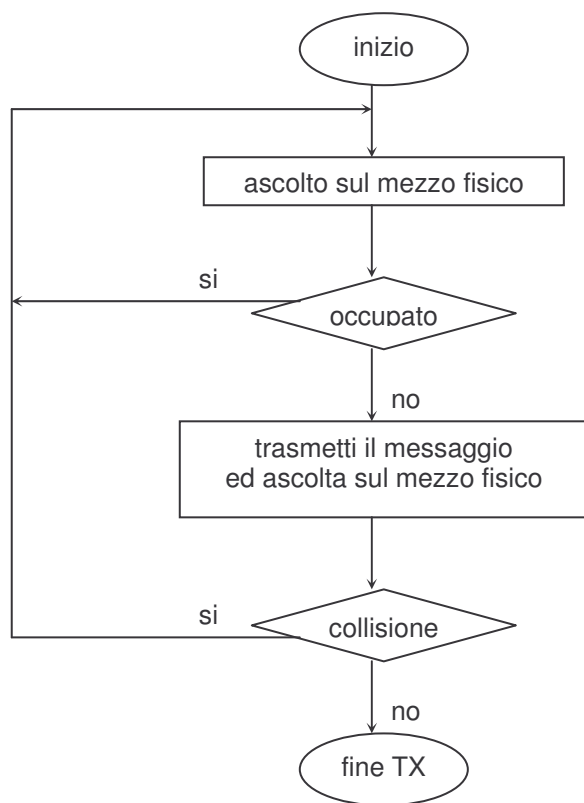 inizio
ascolto sul mezzo fisico
si
occupato
no
trasmetti il messaggio
ed ascolta sul mezzo fisico
si
collisione
no
fine TX